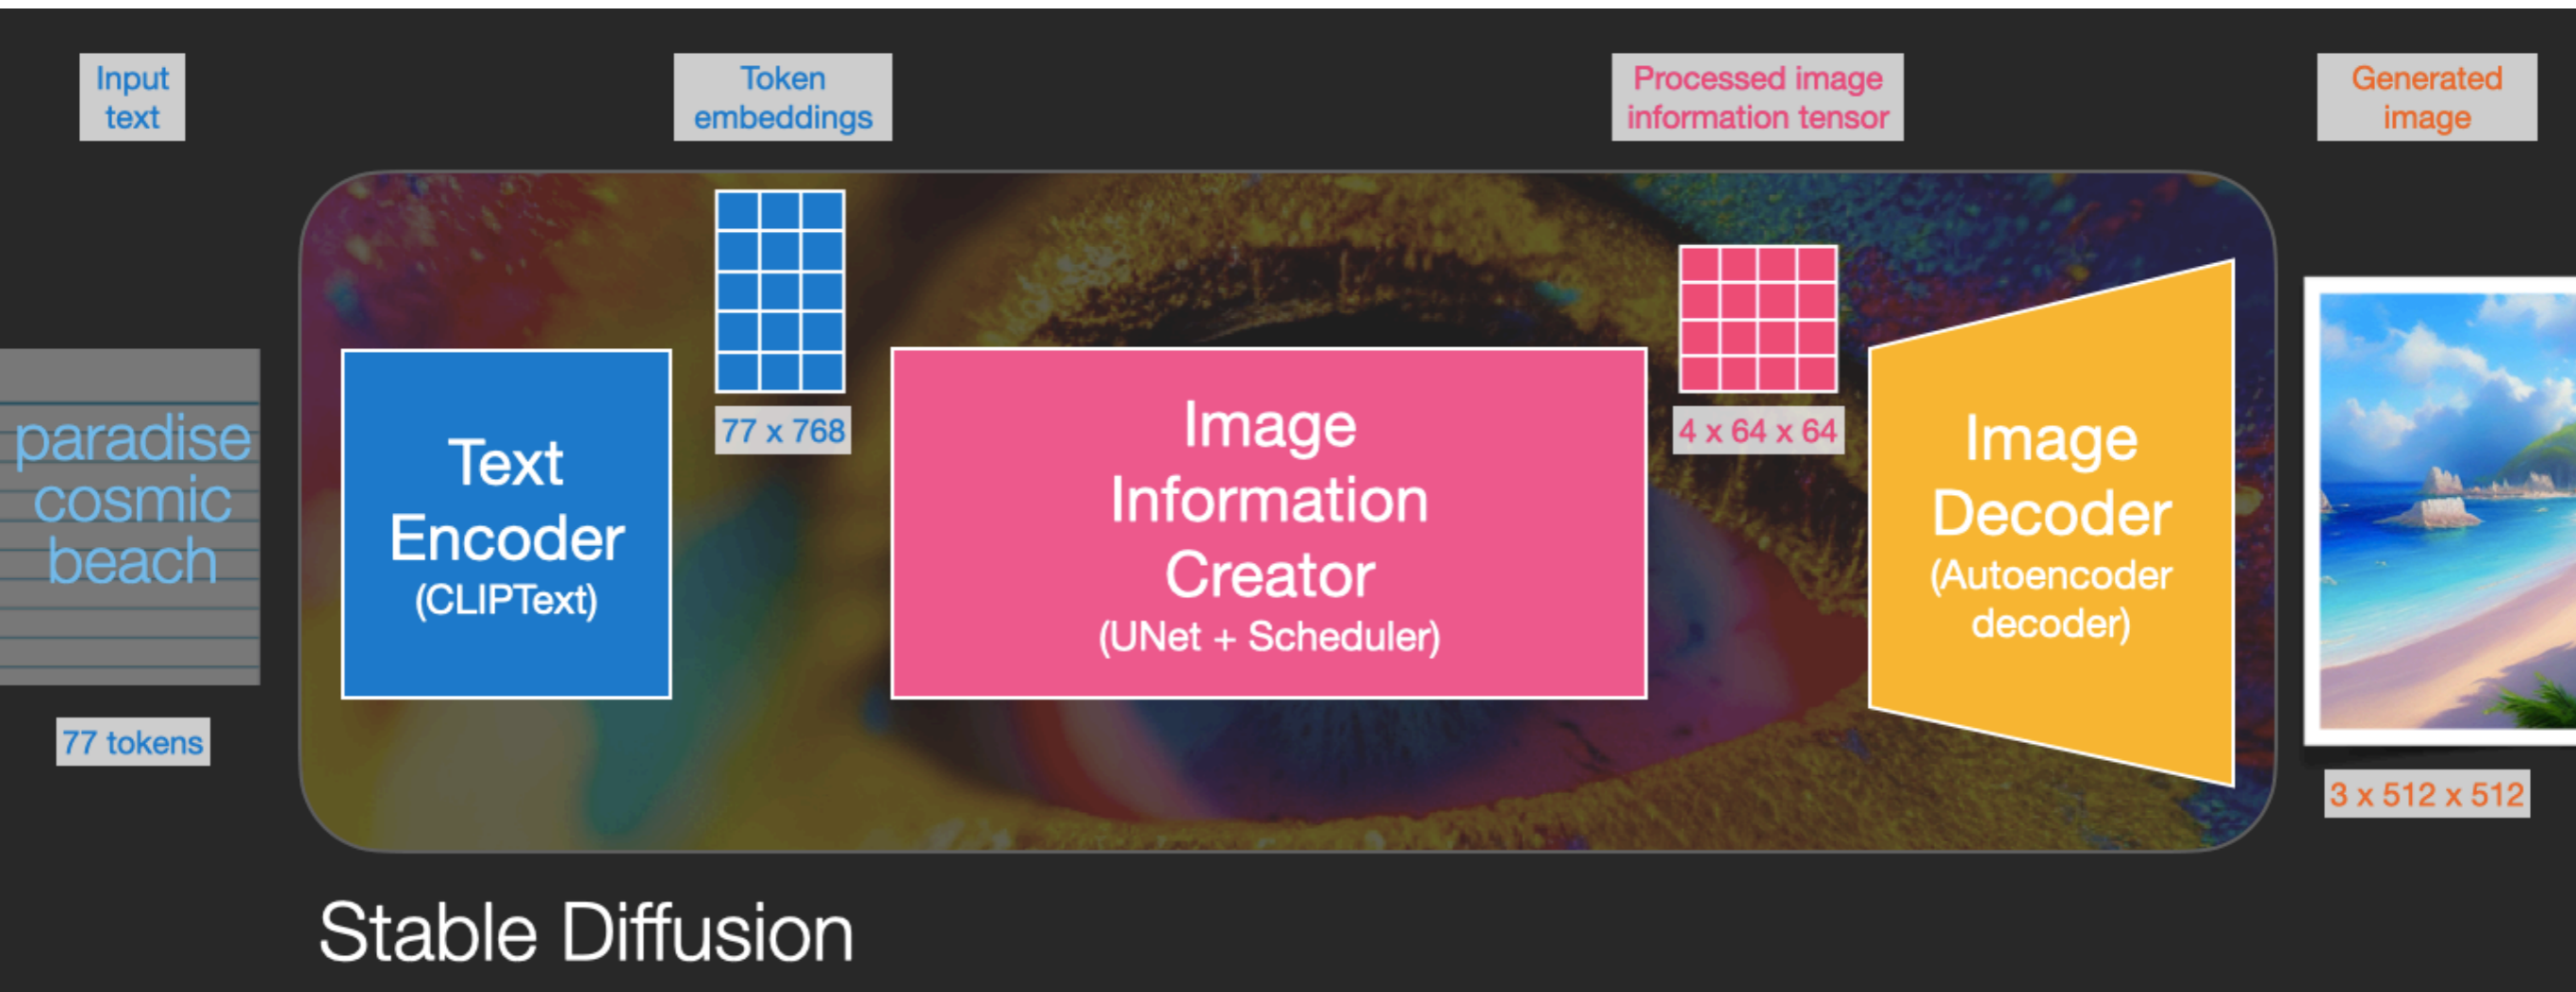 Input
text
Token
embeddings
Processed image
information tensor
Generated
image
paradise
cosmic
beach
77 tokens
Text
Encoder
(CLIPText)
77 x 768
Image
Information
Creator
(UNet + Scheduler)
4 x 64 x 64
Image
Decoder
(Autoencoder
decoder)
3 x 512 x 512
Stable Diffusion